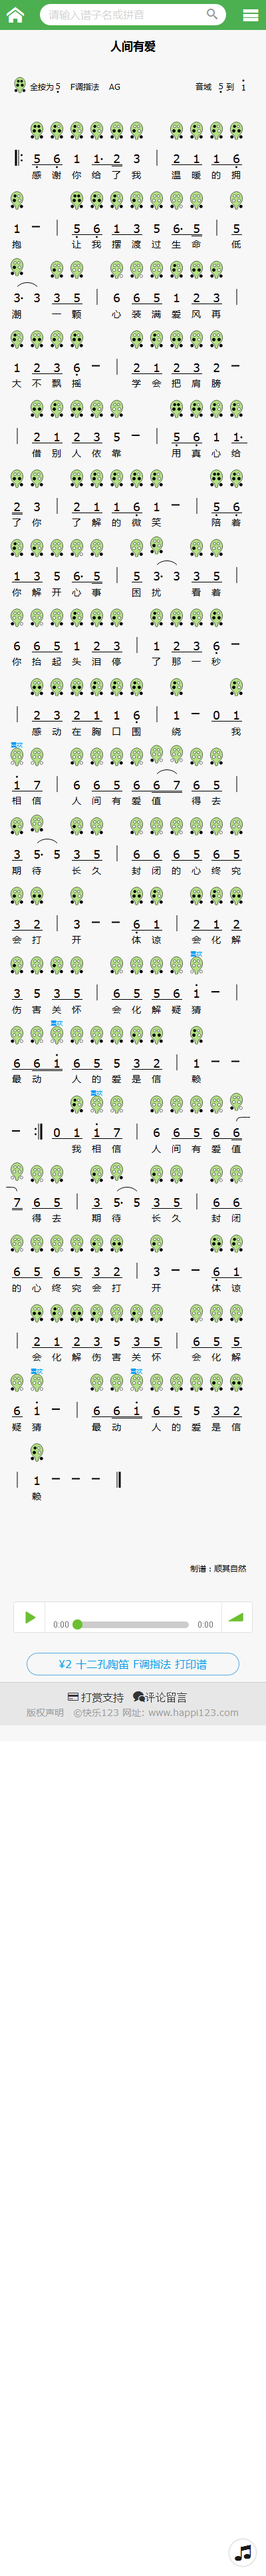 请输入谱子名或拼音
人间有爱
全按为 5 F调指法 AG 音域 5 到 1
5 6 1 1· 2 3 | 2 1 1 6
感 谢 你 给 了 我 温 暖 的 拥
1 - | 5 6 1 3 5 6· 5 | 5
抱 让 我 摆 渡 过 生 命 低
3· 3 3 5 | 6 6 5 1 2 3 |
潮 一 颗 心 装 满 爱 风 再
1 2 3 6 - | 2 1 2 3 2 -
大 不 飘 摇 学 会 把 肩 膀
| 2 1 2 3 5 - | 5 6 1 1·
借 别 人 依 靠 用 真 心 给
2 3 | 2 1 1 6 1 - | 5 6
了 你 了 解 的 微 笑 陪 着
1 3 5 6· 5 | 5 3· 3 3 5 |
你 解 开 心 事 困 扰 看 着
6 6 5 1 2 3 | 1 2 3 6 -
你 抬 起 头 泪 停 了 那 一 秒
| 2 3 2 1 1 6 | 1 - 0 1
感 动 在 胸 口 围 绕 我
高吹
1 7 | 6 6 5 6 6 7 6 5 |
相 信 人 间 有 爱 值 得 去
3 5· 5 3 5 | 6 6 6 5 6 5
期 待 长 久 封 闭 的 心 终 究
3 2 | 3 - - 6 1 | 2 1 2
会 打 开 体 谅 会 化 解
高吹
3 5 3 5 | 6 5 5 6 1 - |
伤 害 关 怀 会 化 解 疑 猜
高吹
6 6 1 6 5 5 3 2 | 1 - -
最 动 人 的 爱 是 信 赖
高吹
- :| 0 1 1 7 | 6 6 5 6 6
我 相 信 人 间 有 爱 值
7 6 5 | 3 5· 5 3 5 | 6 6
得 去 期 待 长 久 封 闭
6 5 6 5 3 2 | 3 - - 6 1
的 心 终 究 会 打 开 体 谅
| 2 1 2 3 5 3 5 | 6 5 5
会 化 解 伤 害 关 怀 会 化 解
高吹 高吹
6 1 - | 6 6 1 6 5 5 3 2
疑 猜 最 动 人 的 爱 是 信
| 1 - - -
赖
制谱：顺其自然
0:00 0:00
¥2 十二孔陶笛 F调指法 打印谱
打赏支持 评论留言
版权声明 ©快乐123 网址: www.happi123.com